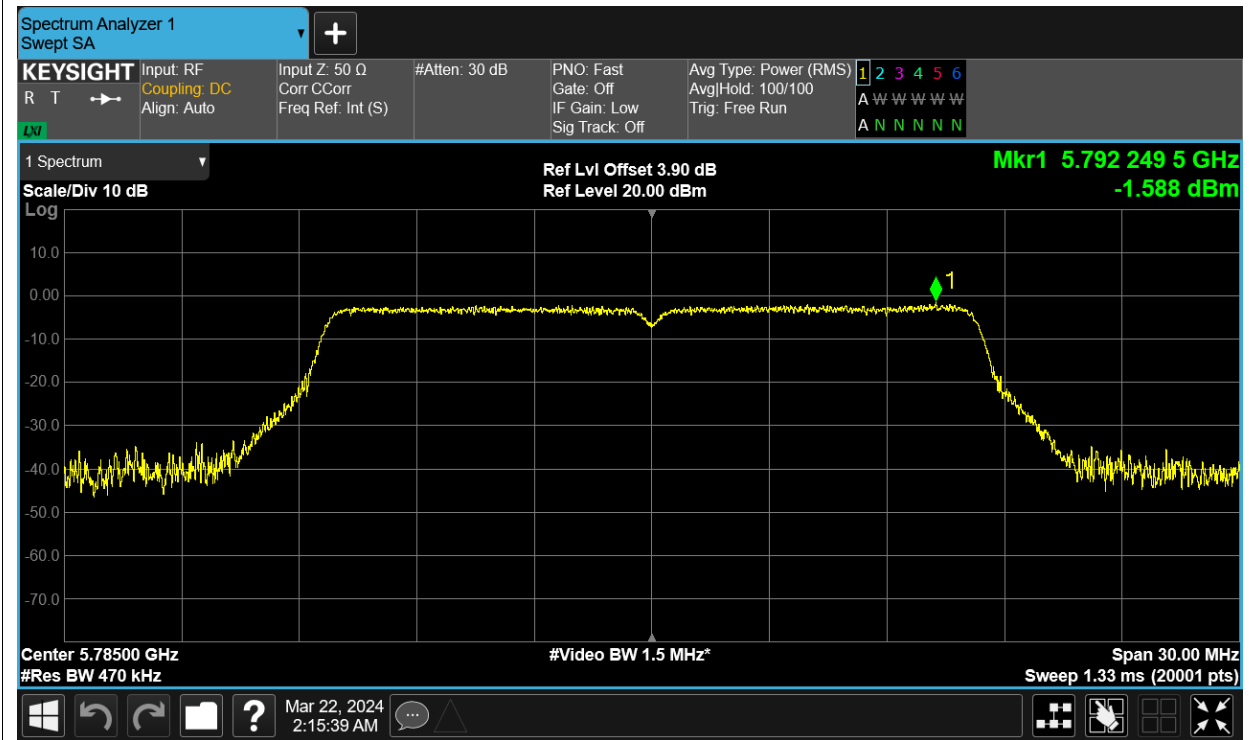 Spectrum Analyzer 1
Swept SA
KEYSIGHT
R T
LXI
Input: RF
Coupling: DC
Align: Auto
Input Z: 50 Ω
Corr CCorr
Freq Ref: Int (S)
#Atten: 30 dB
PNO: Fast
Gate: Off
IF Gain: Low
Sig Track: Off
Avg Type: Power (RMS)
Avg|Hold: 100/100
Trig: Free Run
1 2 3 4 5 6
A W W W W W
A N N N N N
1 Spectrum
Scale/Div 10 dB
Ref Lvl Offset 3.90 dB
Ref Level 20.00 dBm
Mkr1 5.792 249 5 GHz
-1.588 dBm
Log
10.0
0.00
-10.0
-20.0
-30.0
-40.0
-50.0
-60.0
-70.0
1
Center 5.78500 GHz
#Video BW 1.5 MHz*
Span 30.00 MHz
#Res BW 470 kHz
Sweep 1.33 ms (20001 pts)
?
Mar 22, 2024
2:15:39 AM